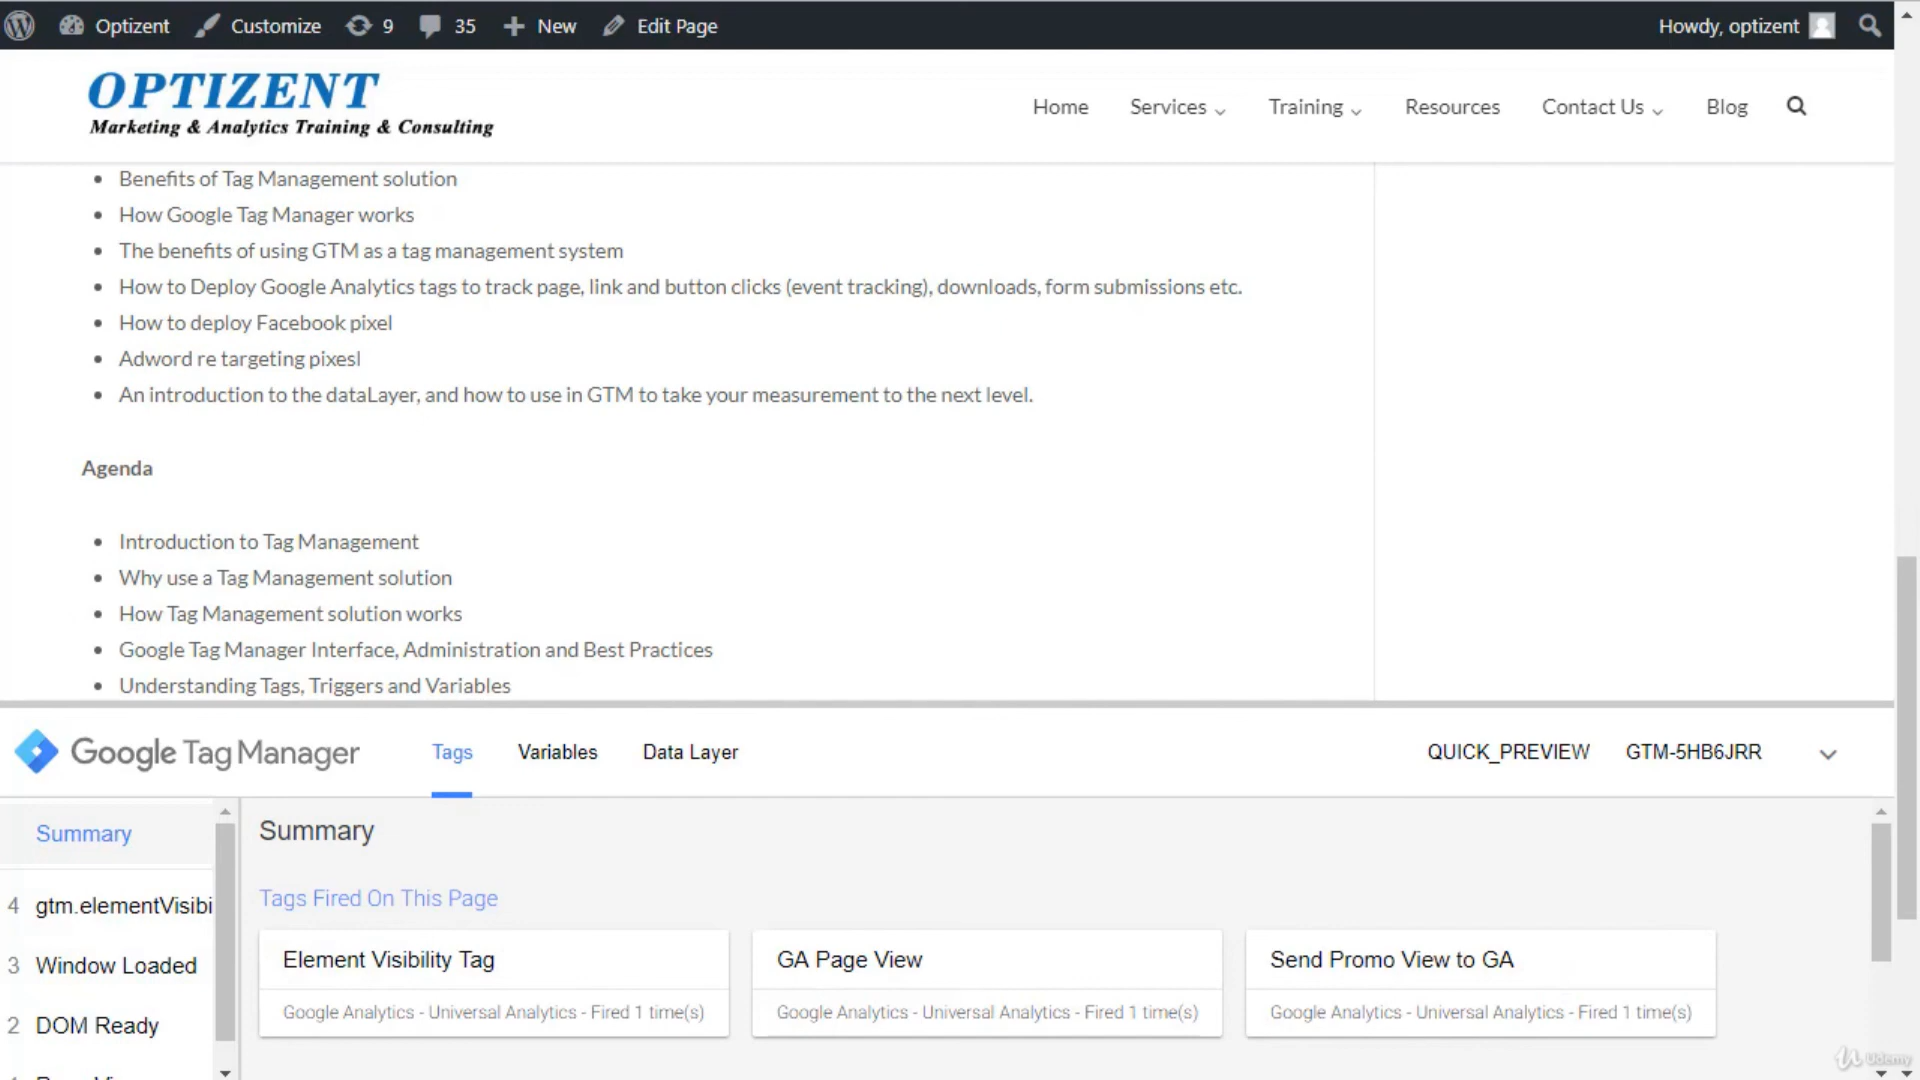 Optizent Customize 9 35 New Edit Page Howdy, optizent
OPTIZENT
Marketing & Analytics Training & Consulting
Home Services Training Resources Contact Us Blog
Benefits of Tag Management solution
How Google Tag Manager works
The benefits of using GTM as a tag management system
How to Deploy Google Analytics tags to track page, link and button clicks (event tracking), downloads, form submissions etc.
How to deploy Facebook pixel
Adword re targeting pixesl
An introduction to the dataLayer, and how to use in GTM to take your measurement to the next level.
Agenda
Introduction to Tag Management
Why use a Tag Management solution
How Tag Management solution works
Google Tag Manager Interface, Administration and Best Practices
Understanding Tags, Triggers and Variables
Google Tag Manager Tags Variables Data Layer QUICK_PREVIEW GTM-5HB6JRR
Summary
4 gtm.elementVisibi
3 Window Loaded
2 DOM Ready
Summary
Tags Fired On This Page
Element Visibility Tag
Google Analytics - Universal Analytics - Fired 1 time(s)
GA Page View
Google Analytics - Universal Analytics - Fired 1 time(s)
Send Promo View to GA
Google Analytics - Universal Analytics - Fired 1 time(s)
Udemy